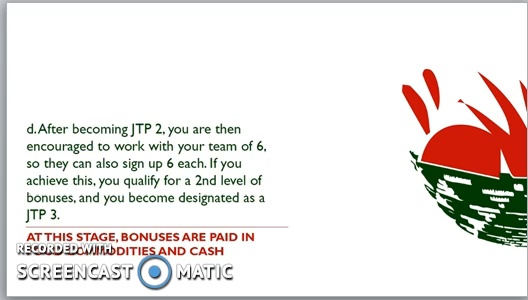 d. After becoming JTP 2, you are then
encouraged to work with your team of 6,
so they can also sign up 6 each. If you
achieve this, you qualify for a 2nd level of
bonuses, and you become designated as a
JTP 3.
AT THIS STAGE, BONUSES ARE PAID IN
RECORDED WITH
COMMODITIES AND CASH
SCREENCAST MATIC